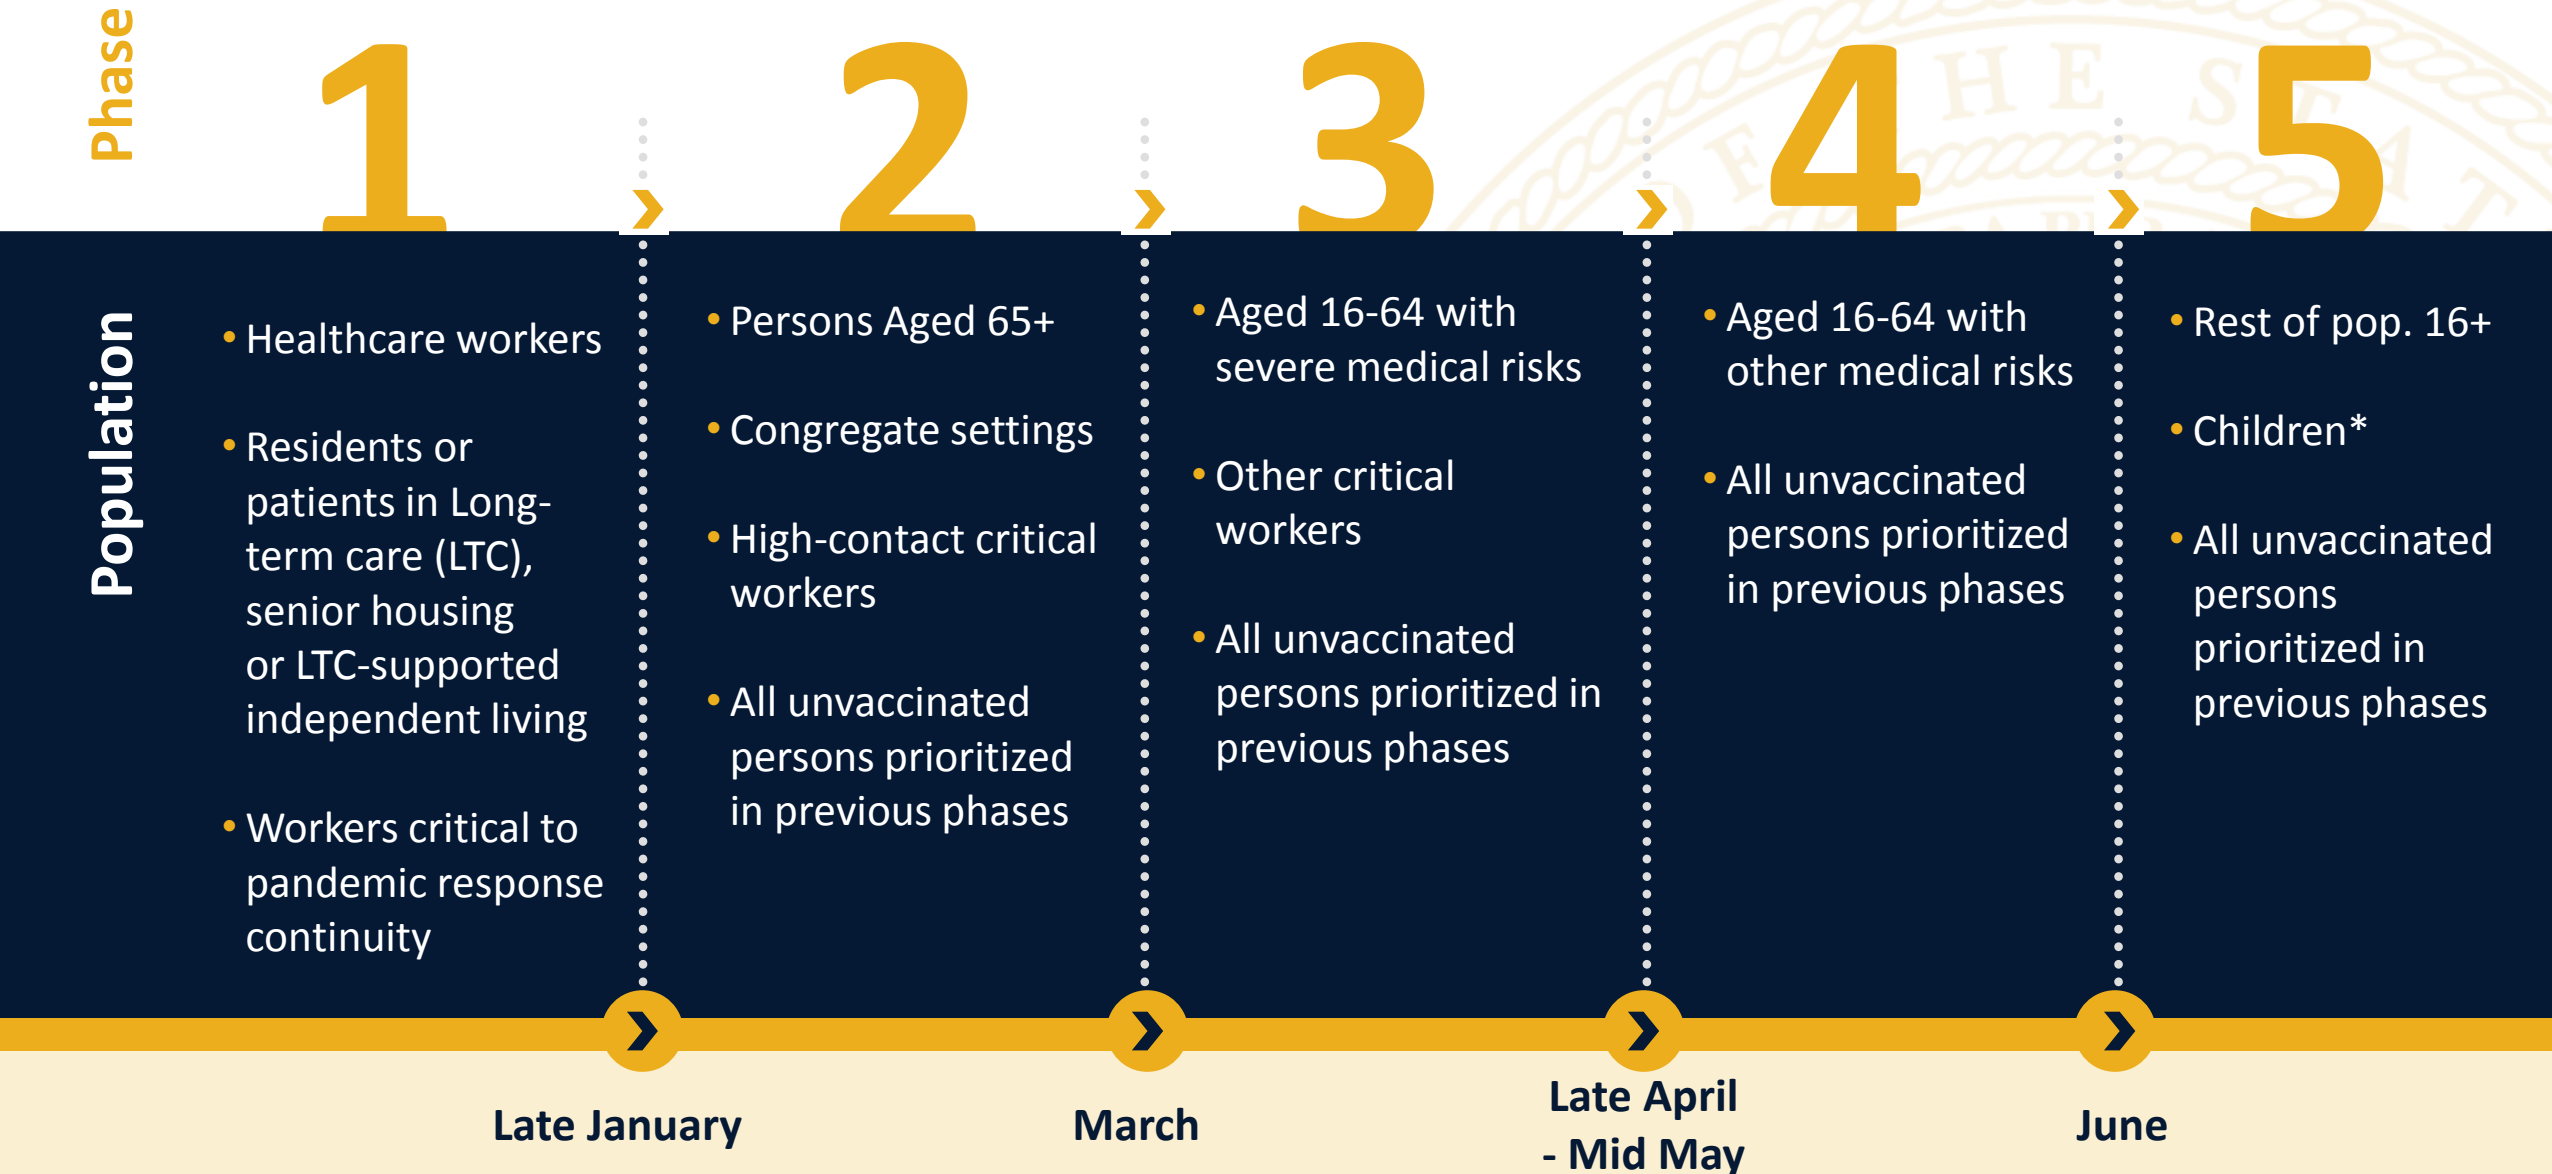 Phase
1
2
3
4
5
Population
• Healthcare workers
• Residents or
patients in Long-
term care (LTC),
senior housing
or LTC-supported
independent living
• Workers critical to
pandemic response
continuity
• Persons Aged 65+
• Congregate settings
• High-contact critical
workers
• All unvaccinated
persons prioritized
in previous phases
• Aged 16-64 with
severe medical risks
• Other critical
workers
• All unvaccinated
persons prioritized in
previous phases
• Aged 16-64 with
other medical risks
• All unvaccinated
persons prioritized
in previous phases
• Rest of pop. 16+
• Children*
• All unvaccinated
persons
prioritized in
previous phases
Late January
March
Late April
- Mid May
June